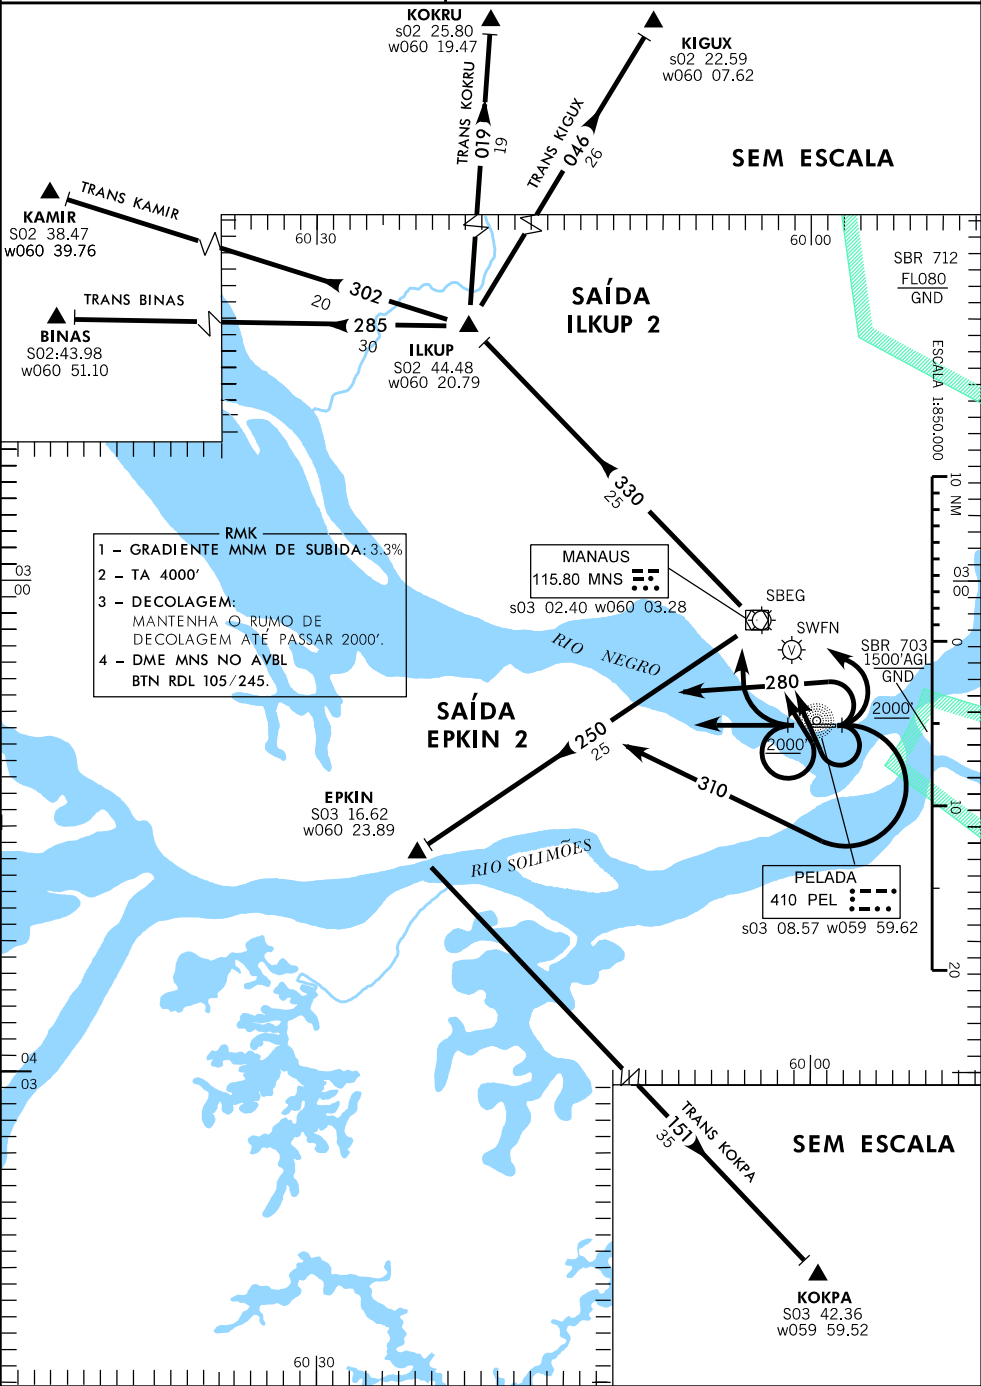 KOKRU
S02 25.80
W060 19.47
KIGUX
S02 22.59
W060 07.62
TRANS KOKRU
019
19
TRANS KIGUX
046
26
SEM ESCALA
KAMIR
S02 38.47
W060 39.76
TRANS KAMIR
302
20
60 30
60 00
SBR 712
FL080
GND
SAÍDA
ILKUP 2
TRANS BINAS
285
30
BINAS
S02:43.98
W060 51.10
ILKUP
S02 44.48
W060 20.79
ESCALA 1:850.000
10 NM
0
10
20
330
25
RMK
1 - GRADIENTE MNM DE SUBIDA: 3.3%
2 - TA 4000'
3 - DECOLAGEM:
MANTENHA O RUMO DE
DECOLAGEM ATÉ PASSAR 2000'.
4 - DME MNS NO AVBL
BTN RDL 105/245.
03
00
03
00
MANAUS
115.80 MNS
S03 02.40 W060 03.28
SBEG
SWFN
V
SBR 703
1500'AGL
GND
RIO NEGRO
280
2000'
2000'
SAÍDA
EPKIN 2
250
25
310
EPKIN
S03 16.62
W060 23.89
RIO SOLIMÕES
PELADA
410 PEL
S03 08.57 W059 59.62
04
03
60 00
TRANS KOKPA
151
35
SEM ESCALA
KOKPA
S03 42.36
W059 59.52
60 30